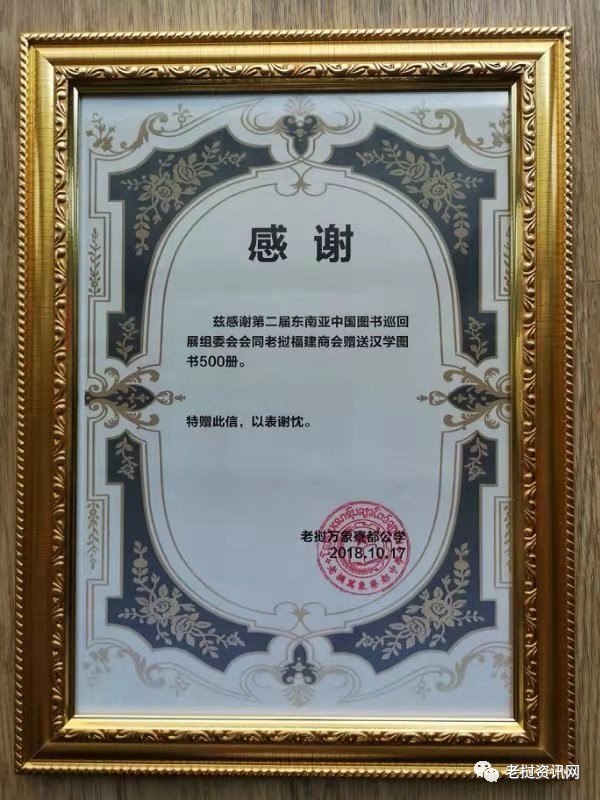 感谢
兹感谢第二届东南亚中国图书巡回
展组委会会同老挝福建商会赠送汉学图
书500册。
特赠此信，以表谢忱。
老挝万象寮都公学
2018.10.17
老挝资讯网